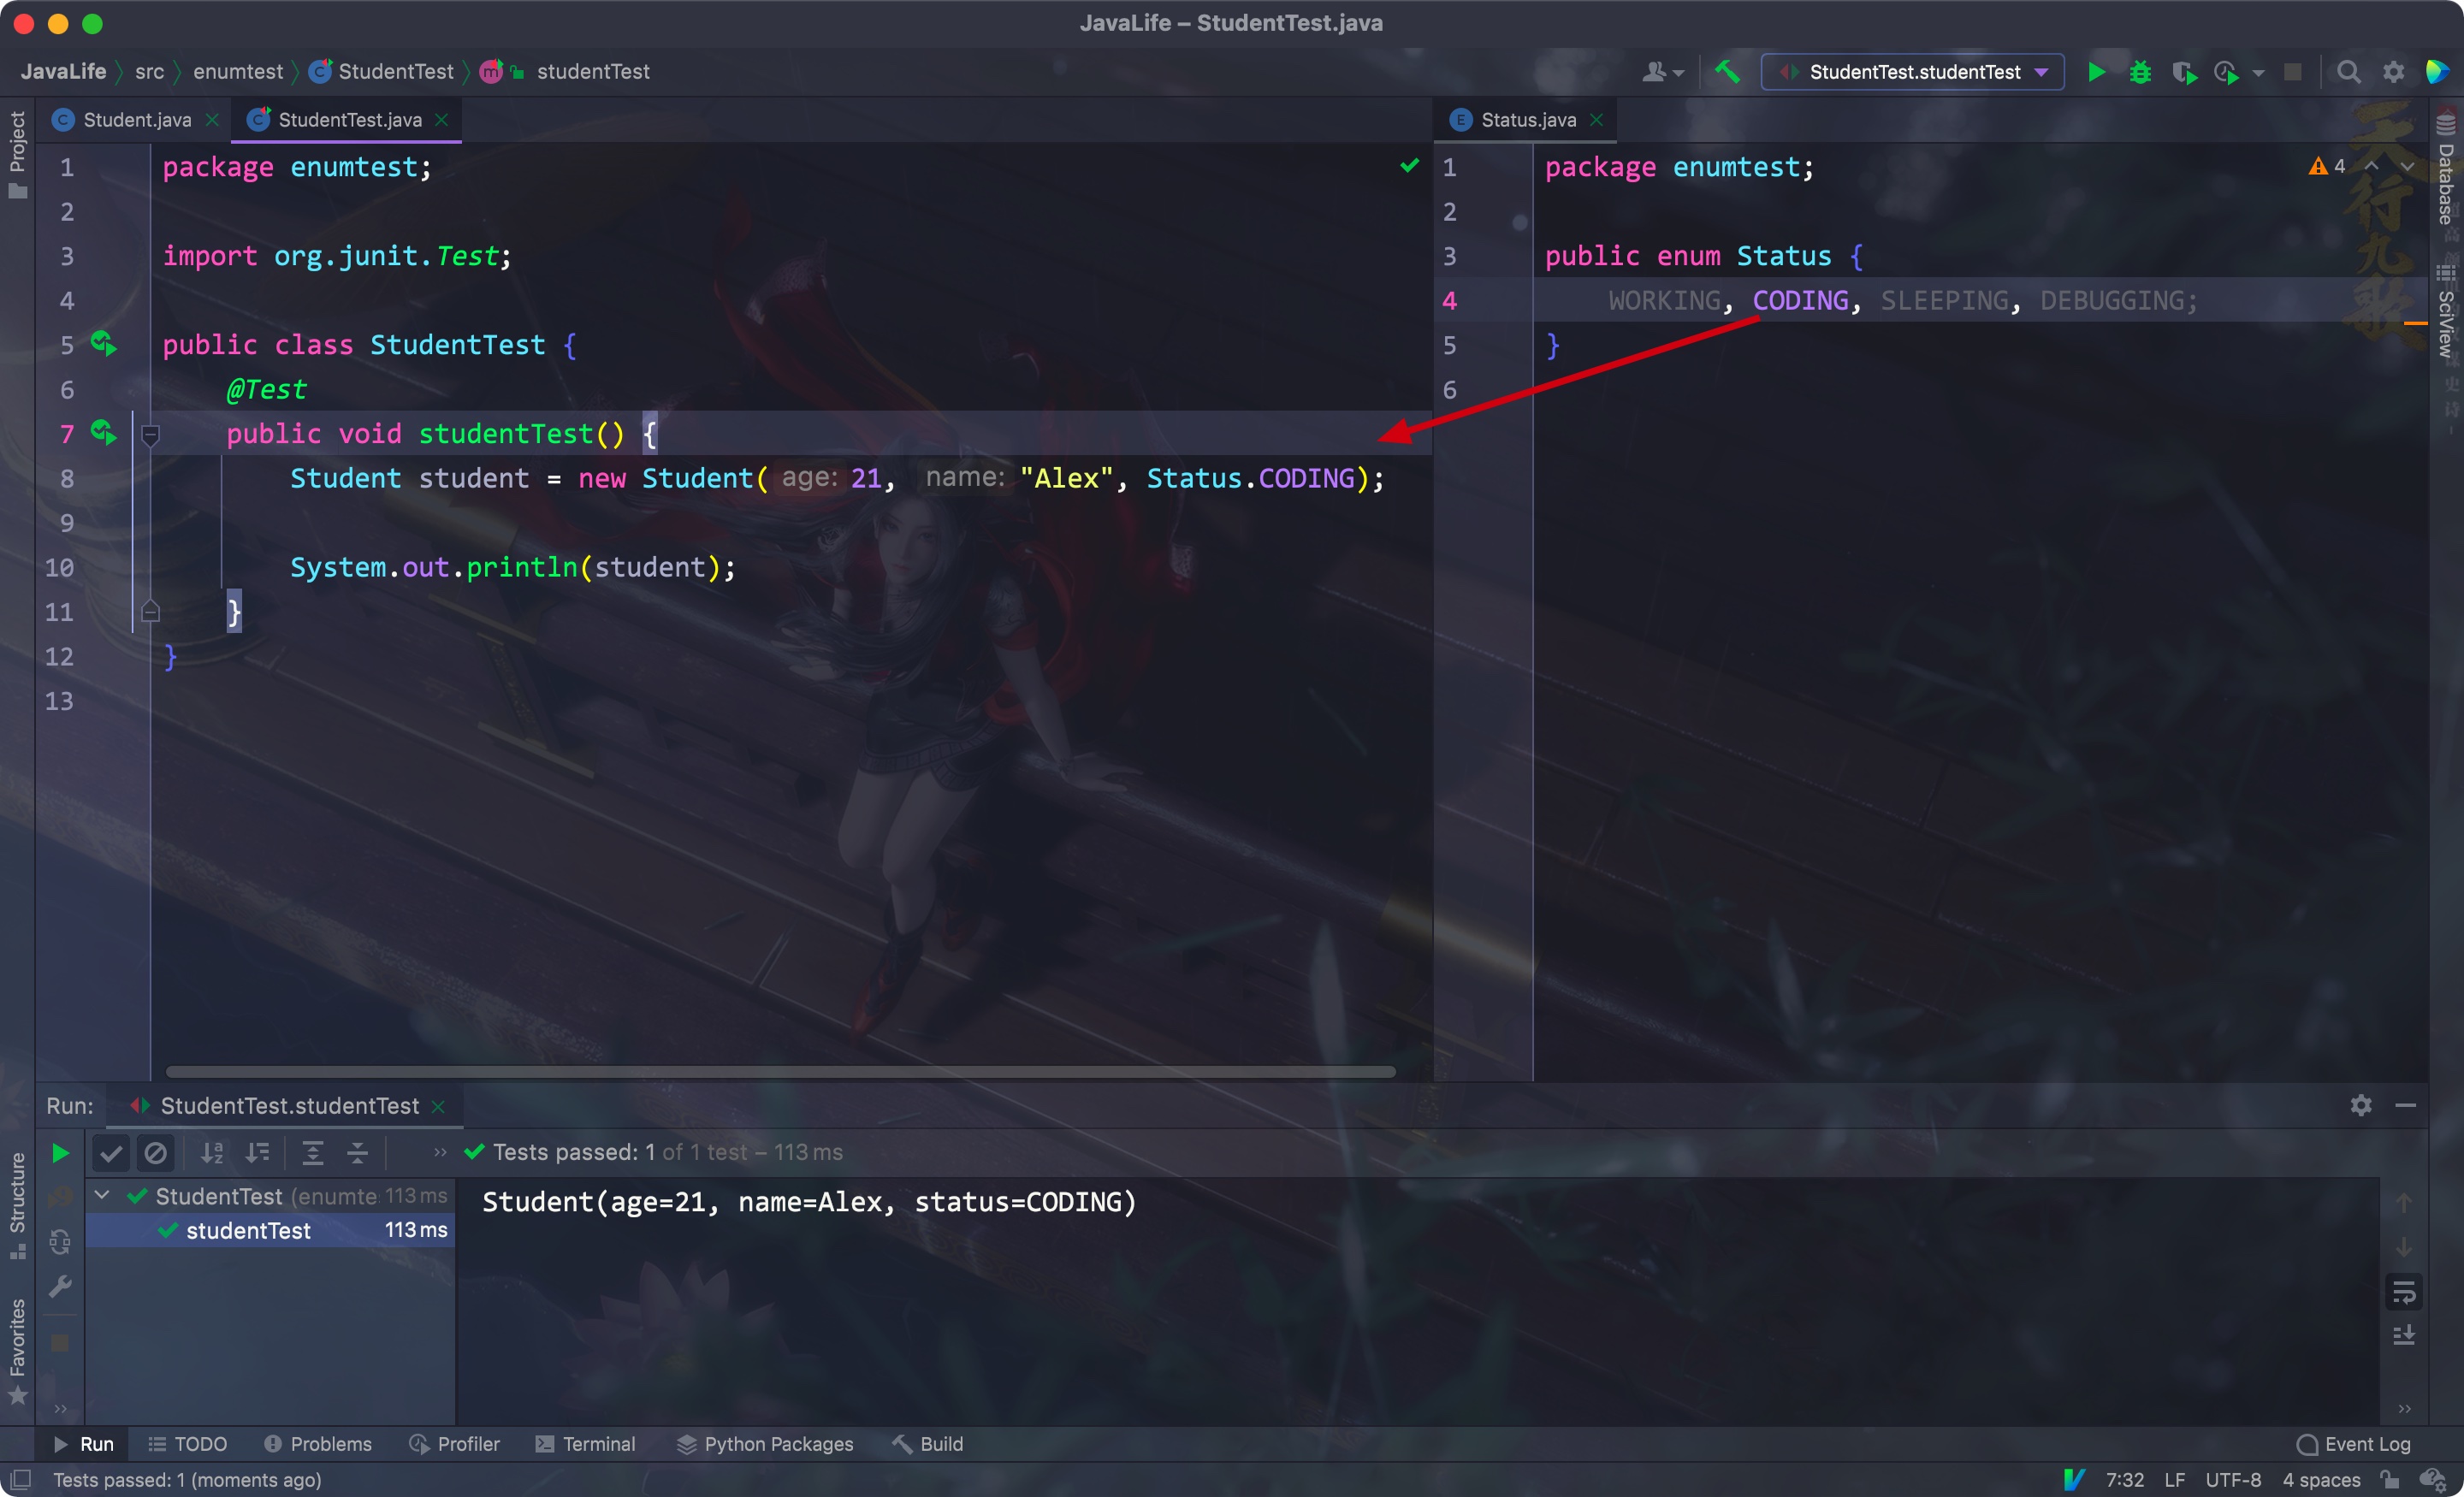 JavaLife – StudentTest.java
JavaLife src enumtest StudentTest studentTest
StudentTest.studentTest
Project
Student.java
StudentTest.java
Status.java
1 package enumtest;
2
3 import org.junit.Test;
4
5 public class StudentTest {
6 @Test
7 public void studentTest() {
8 Student student = new Student( age: 21, name: "Alex", Status.CODING);
9
10 System.out.println(student);
11 }
12 }
13
1 package enumtest;
2
3 public enum Status {
4 WORKING, CODING, SLEEPING, DEBUGGING;
5 }
6
4
天行九歌
Database
SciView
Run: StudentTest.studentTest
Tests passed: 1 of 1 test – 113 ms
StudentTest (enumte 113 ms
studentTest 113 ms
Student(age=21, name=Alex, status=CODING)
Structure
Favorites
Run TODO Problems Profiler Terminal Python Packages Build Event Log
Tests passed: 1 (moments ago) 7:32 LF UTF-8 4 spaces